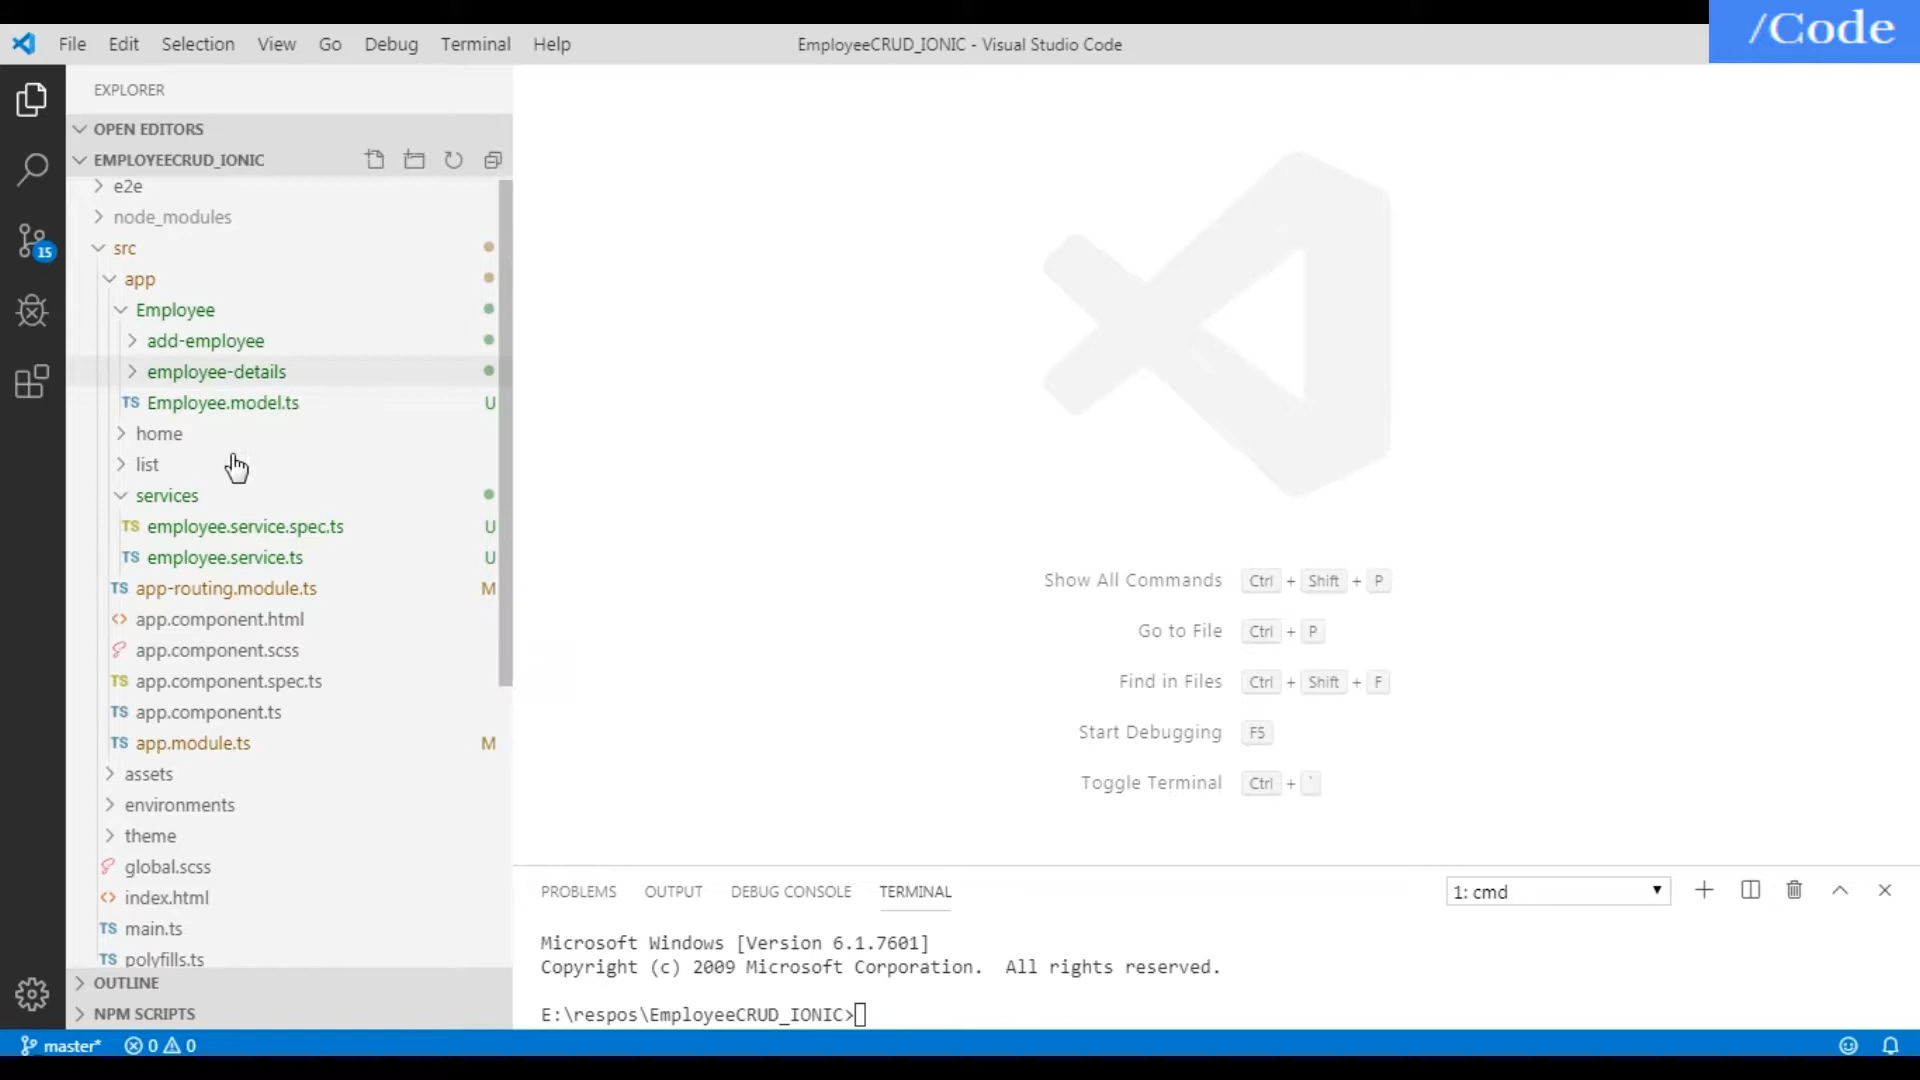 /Code
File Edit Selection View Go Debug Terminal Help
EmployeeCRUD_IONIC - Visual Studio Code
EXPLORER
OPEN EDITORS
EMPLOYEECRUD_IONIC
e2e
node_modules
src
app
Employee
add-employee
employee-details
TS Employee.model.ts U
home
list
services
TS employee.service.spec.ts U
TS employee.service.ts U
TS app-routing.module.ts M
<> app.component.html
app.component.scss
TS app.component.spec.ts
TS app.component.ts
TS app.module.ts M
assets
environments
theme
global.scss
<> index.html
TS main.ts
TS polyfills.ts
OUTLINE
NPM SCRIPTS
15
Show All Commands Ctrl + Shift + P
Go to File Ctrl + P
Find in Files Ctrl + Shift + F
Start Debugging F5
Toggle Terminal Ctrl + `
PROBLEMS OUTPUT DEBUG CONSOLE TERMINAL 1: cmd
Microsoft Windows [Version 6.1.7601]
Copyright (c) 2009 Microsoft Corporation. All rights reserved.
E:\respos\EmployeeCRUD_IONIC>
master* 0 0